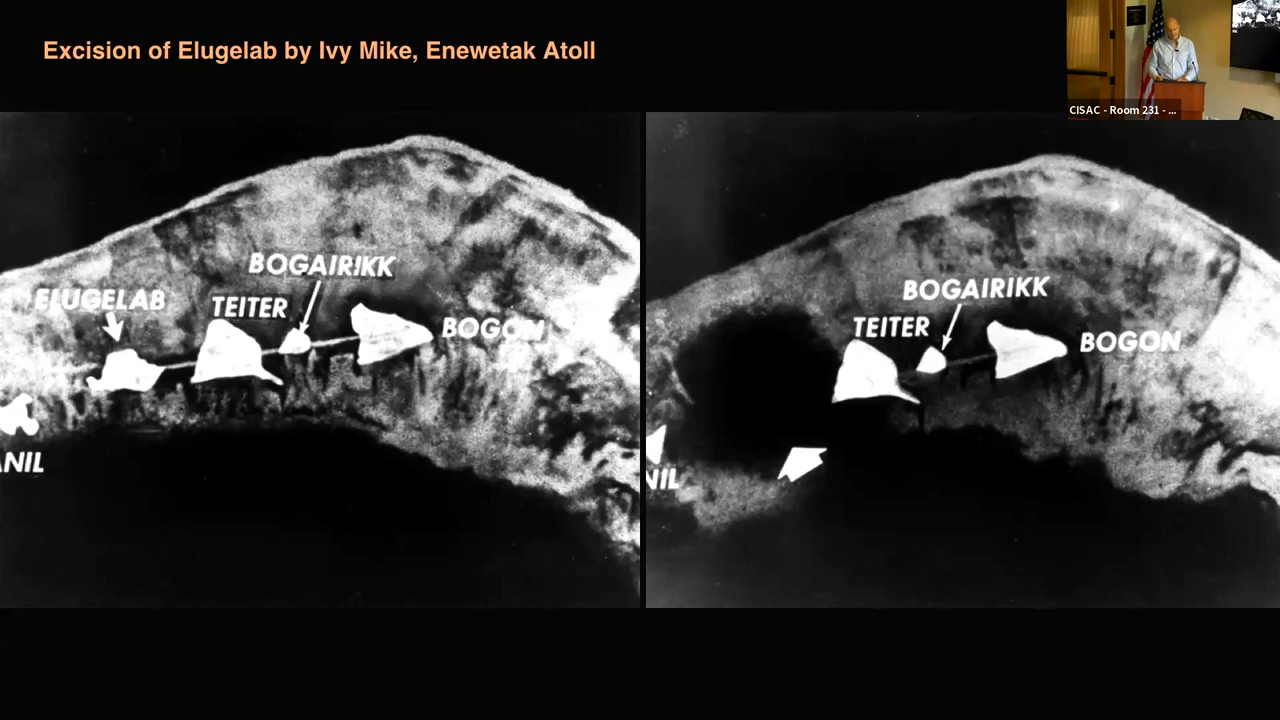 Excision of Elugelab by Ivy Mike, Enewetak Atoll
CISAC - Room 231 - ...
BOGAIRIKK
ELUGELAB
TEITER
BOGON
ANIL
BOGAIRIKK
TEITER
BOGON
NIL